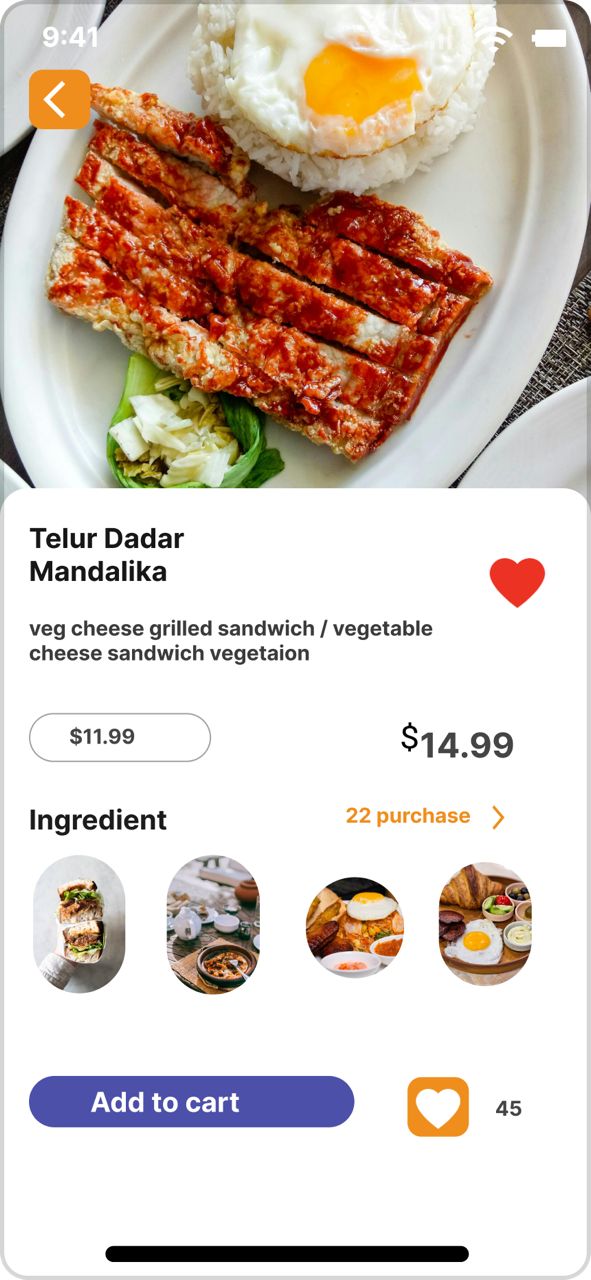 9:41
Telur Dadar
Mandalika
veg cheese grilled sandwich / vegetable
cheese sandwich vegetaion
$11.99
$14.99
Ingredient
22 purchase
Add to cart
45